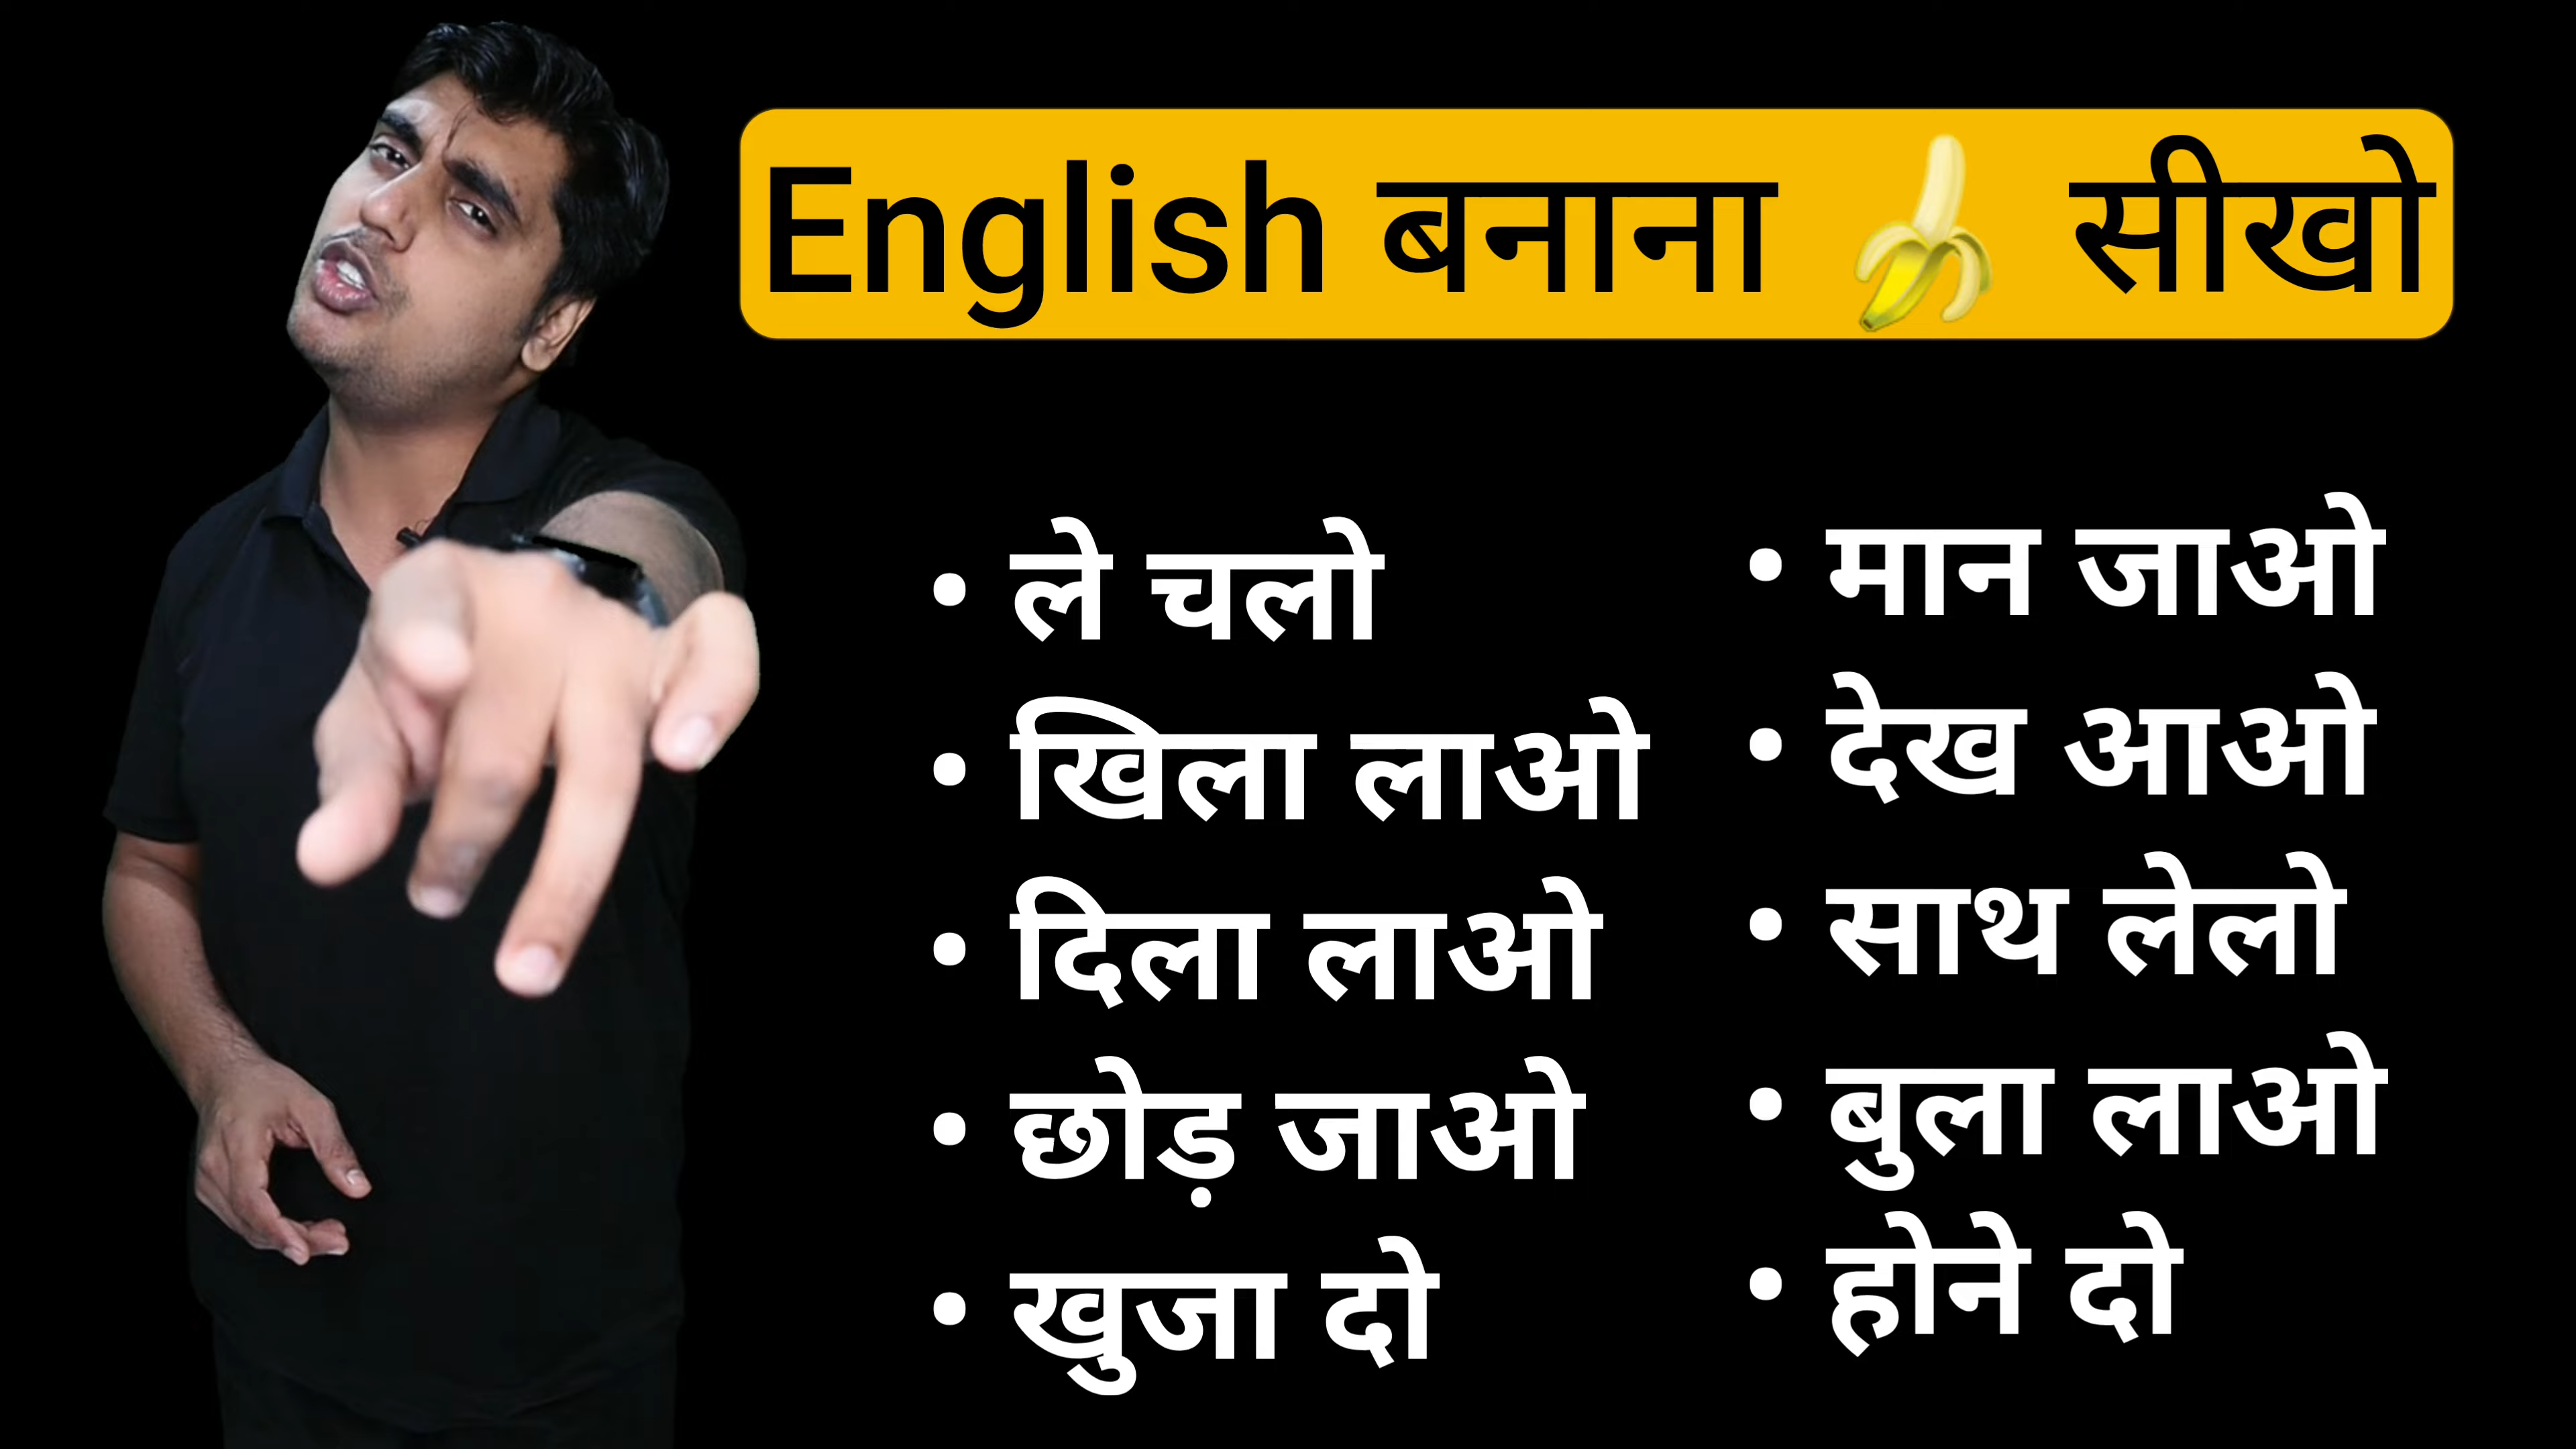 English बनाना 🍌 सीखो
• ले चलो
• खिला लाओ
• दिला लाओ
• छोड़ जाओ
• खुजा दो
• मान जाओ
• देख आओ
• साथ लेलो
• बुला लाओ
• होने दो